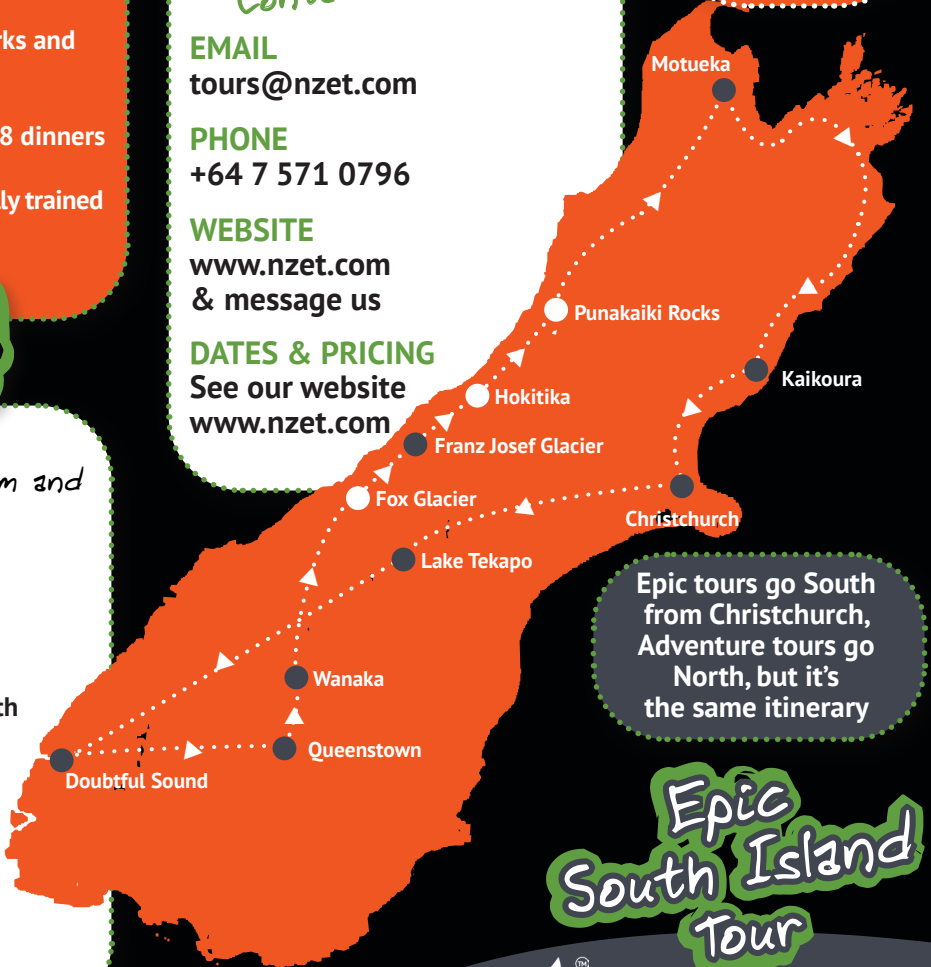 and
8 dinners
trained
EMAIL
tours@nzet.com
PHONE
+64 7 571 0796
WEBSITE
www.nzet.com
& message us
DATES & PRICING
See our website
www.nzet.com
and
Motueka
Punakaiki Rocks
Kaikoura
Hokitika
Franz Josef Glacier
Fox Glacier
Christchurch
Lake Tekapo
Wanaka
Queenstown
Doubtful Sound
Epic tours go South
from Christchurch,
Adventure tours go
North, but it's
the same itinerary
Epic
South Island
Tour
TM